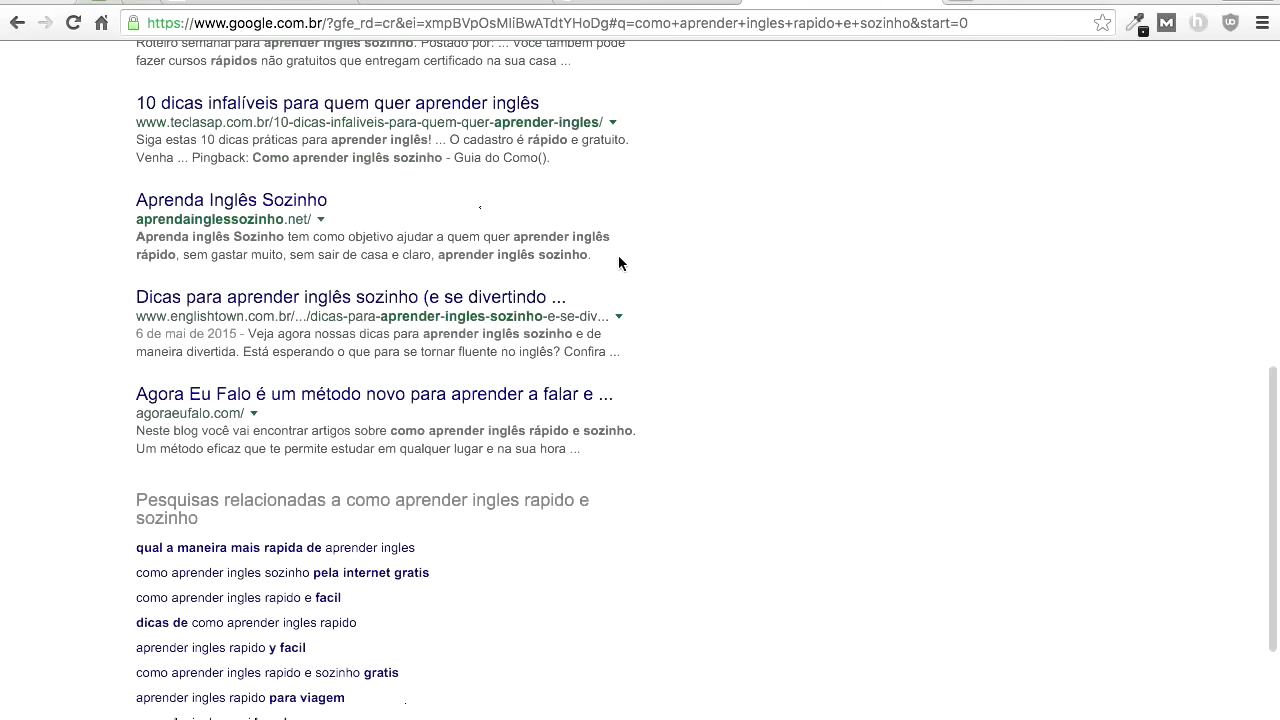 https://www.google.com.br/?gfe_rd=cr&ei=xmpBVpOsMIiBwATdtYHoDg#q=como+aprender+ingles+rapido+e+sozinho&start=0
Roteiro semanal para aprender inglês sozinho. Postado por: ... Você também pode
fazer cursos rápidos não gratuitos que entregam certificado na sua casa ...
10 dicas infalíveis para quem quer aprender inglês
www.teclasap.com.br/10-dicas-infaliveis-para-quem-quer-aprender-ingles/
Siga estas 10 dicas práticas para aprender inglês! ... O cadastro é rápido e gratuito.
Venha ... Pingback: Como aprender inglês sozinho - Guia do Como().
Aprenda Inglês Sozinho
aprendainglessozinho.net/
Aprenda inglês Sozinho tem como objetivo ajudar a quem quer aprender inglês
rápido, sem gastar muito, sem sair de casa e claro, aprender inglês sozinho.
Dicas para aprender inglês sozinho (e se divertindo ...
www.englishtown.com.br/.../dicas-para-aprender-ingles-sozinho-e-se-div...
6 de mai de 2015 - Veja agora nossas dicas para aprender inglês sozinho e de
maneira divertida. Está esperando o que para se tornar fluente no inglês? Confira ...
Agora Eu Falo é um método novo para aprender a falar e ...
agoraeufalo.com/
Neste blog você vai encontrar artigos sobre como aprender inglês rápido e sozinho.
Um método eficaz que te permite estudar em qualquer lugar e na sua hora ...
Pesquisas relacionadas a como aprender ingles rapido e
sozinho
qual a maneira mais rapida de aprender ingles
como aprender ingles sozinho pela internet gratis
como aprender ingles rapido e facil
dicas de como aprender ingles rapido
aprender ingles rapido y facil
como aprender ingles rapido e sozinho gratis
aprender ingles rapido para viagem